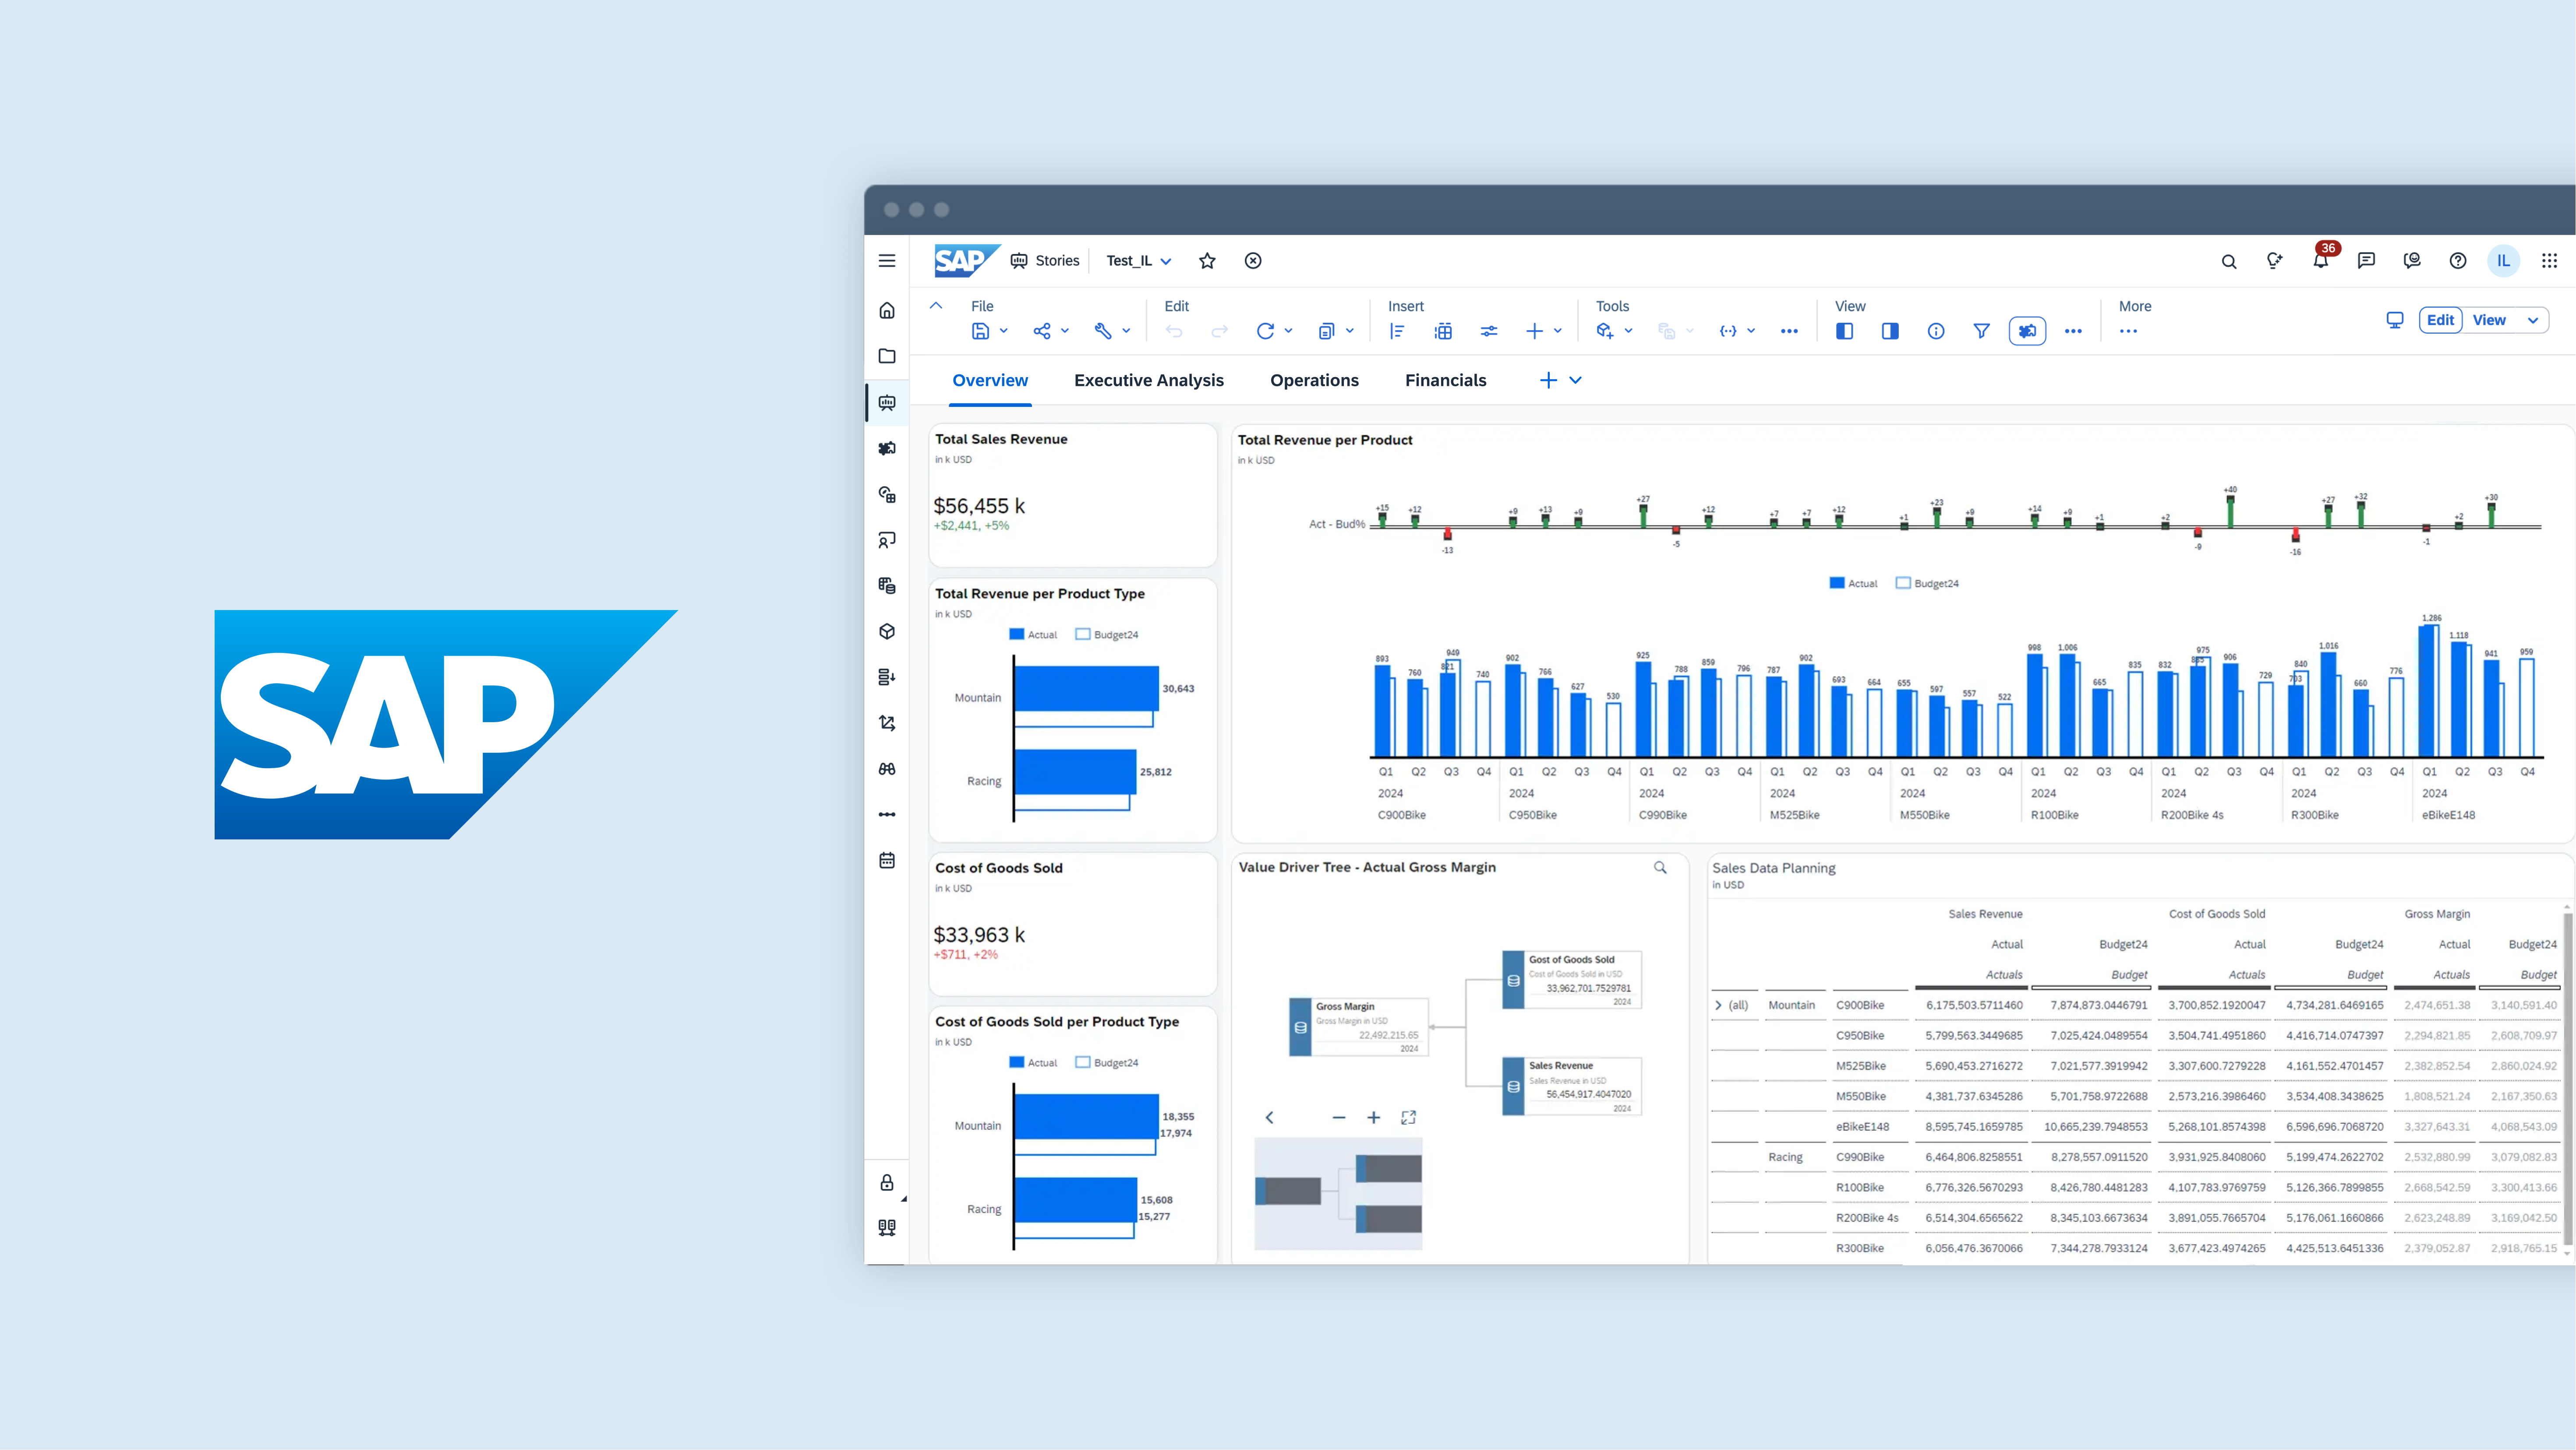 SAP
SAP Stories Test_IL 36 IL
File Edit Insert Tools View More
Edit View
Overview Executive Analysis Operations Financials
Total Sales Revenue
in k USD
$56,455 k
+$2,441, +5%
Total Revenue per Product Type
in k USD
Actual Budget24
Mountain 30,643
Racing 25,812
Cost of Goods Sold
in k USD
$33,963 k
+$711, +2%
Cost of Goods Sold per Product Type
in k USD
Actual Budget24
Mountain 18,355
17,974
Racing 15,608
15,277
Total Revenue per Product
in k USD
Act - Bud% +15 +12 -13 +9 +13 +9 +27 -5 +12 +7 +7 +12 +1 +23 +9 +14 +9 +1 +2 -9 +40 -16 +27 +32 -1 +2 +30
Actual Budget24
893 760 821 949 740 902 766 627 530 925 788 859 796 787 902 693 664 655 597 557 522 998 1,006 665 835 832 975 906 729 703 840 1,016 660 776 1,286 1,118 941 959
Q1 Q2 Q3 Q4 Q1 Q2 Q3 Q4 Q1 Q2 Q3 Q4 Q1 Q2 Q3 Q4 Q1 Q2 Q3 Q4 Q1 Q2 Q3 Q4 Q1 Q2 Q3 Q4 Q1 Q2 Q3 Q4 Q1 Q2 Q3 Q4
2024 2024 2024 2024 2024 2024 2024 2024 2024
C900Bike C950Bike C990Bike M525Bike M550Bike R100Bike R200Bike 4s R300Bike eBikeE148
Value Driver Tree - Actual Gross Margin
Gross Margin
Gross Margin in USD
22,492,215.65
2024
Cost of Goods Sold
Cost of Goods Sold in USD
33,962,701.7529781
2024
Sales Revenue
Sales Revenue in USD
56,454,917.4047020
2024
Sales Data Planning
in USD
Sales Revenue Cost of Goods Sold Gross Margin
Actual Budget24 Actual Budget24 Actual Budget24
Actuals Budget Actuals Budget Actuals Budget
(all) Mountain C900Bike 6,175,503.5711460 7,874,873.0446791 3,700,852.1920047 4,734,281.6469165 2,474,651.38 3,140,591.40
C950Bike 5,799,563.3449685 7,025,424.0489554 3,504,741.4951860 4,416,714.0747397 2,294,821.85 2,608,709.97
M525Bike 5,690,453.2716272 7,021,577.3919942 3,307,600.7279228 4,161,552.4701457 2,382,852.54 2,860,024.92
M550Bike 4,381,737.6345286 5,701,758.9722688 2,573,216.3986460 3,534,408.3438625 1,808,521.24 2,167,350.63
eBikeE148 8,595,745.1659785 10,665,239.7948553 5,268,101.8574398 6,596,696.7068720 3,327,643.31 4,068,543.09
Racing C990Bike 6,464,806.8258551 8,278,557.0911520 3,931,925.8408060 5,199,474.2622702 2,532,880.99 3,079,082.83
R100Bike 6,776,326.5670293 8,426,780.4481283 4,107,783.9769759 5,126,366.7899855 2,668,542.59 3,300,413.66
R200Bike 4s 6,514,304.6565622 8,345,103.6673634 3,891,055.7665704 5,176,061.1660866 2,623,248.89 3,169,042.50
R300Bike 6,056,476.3670066 7,344,278.7933124 3,677,423.4974265 4,425,513.6451336 2,379,052.87 2,918,765.15